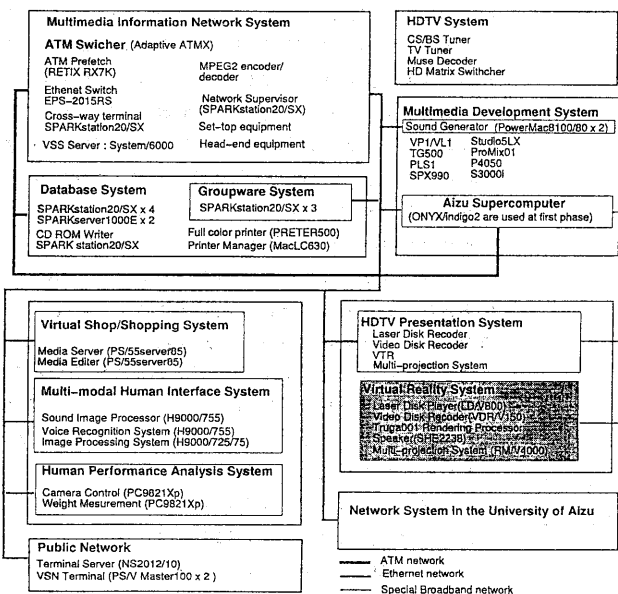 Multimedia Information Network System
ATM Swicher (Adaptive ATMX)
ATM Prefetch
(RETIX RX7K)
Ethenet Switch
EPS-2015RS
Cross-way terminal
SPARKstation20/SX
VSS Server : System/6000
MPEG2 encoder/
decoder
Network Supervisor
(SPARKstation20/SX)
Set-top equipment
Head-end equipment
HDTV System
CS/BS Tuner
TV Tuner
Muse Decoder
HD Matrix Swithcher
Multimedia Development System
Sound Generator (PowerMac8100/80 x 2)
VP1/VL1 Studio5LX
TG500 ProMix01
PLS1 P4050
SPX990 S3000i
Aizu Supercomputer
(ONYX/indigo2 are used at first phase)
Database System
SPARKstation20/SX x 4
SPARKserver1000E x 2
CD ROM Writer
SPARK station20/SX
Groupware System
SPARKstation20/SX x 3
Full color printer (PRETER500)
Printer Manager (MacLC630)
Virtual Shop/Shopping System
Media Server (PS/55server85)
Media Editer (PS/55server85)
Multi-modal Human Interface System
Sound Image Processor (H9000/755)
Voice Recognition System (H9000/755)
Image Processing System (H9000/725/75)
Human Performance Analysis System
Camera Control (PC9821Xp)
Weight Mesurement (PC9821Xp)
Public Network
Terminal Server (NS2012/10)
VSN Terminal (PS/V Master100 x 2 )
HDTV Presentation System
Laser Disk Recoder
Video Disk Recoder
VTR
Multi-projection System
Virtual Reality System
Laser Disk Player(LD/V800)
Video Disk Recoder(VDR/V150)
Truga001 Rendering Processor
Speaker(SHE2238)
Multi-projection System (RM/V4000)
Network System in the University of Aizu
ATM network
Ethernet network
Special Broadband network